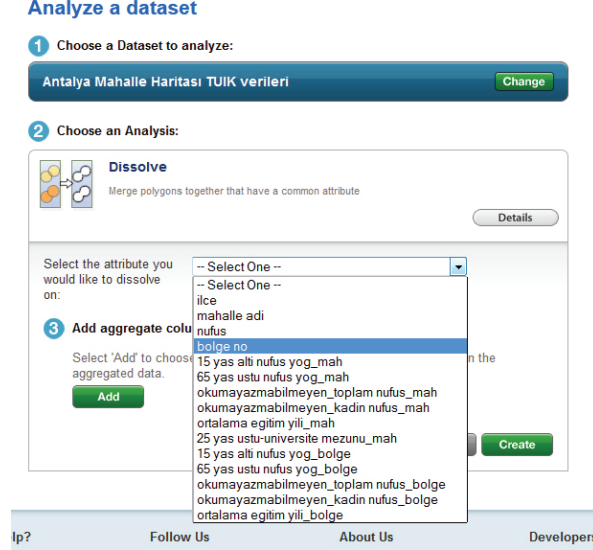 Analyze a dataset
1 Choose a Dataset to analyze:
Antalya Mahalle Haritası TUIK verileri
Change
2 Choose an Analysis:
Dissolve
Merge polygons together that have a common attribute
Details
Select the attribute you
would like to dissolve
on:
-- Select One --
-- Select One --
ilce
mahalle adi
nufus
bolge no
15 yas alti nufus yog_mah
65 yas ustu nufus yog_mah
okumayazmabilmeyen_toplam nufus_mah
okumayazmabilmeyen_kadin nufus_mah
ortalama egitim yili_mah
25 yas ustu-universite mezunu_mah
15 yas alti nufus yog_bolge
65 yas ustu nufus yog_bolge
okumayazmabilmeyen_toplam nufus_bolge
okumayazmabilmeyen_kadin nufus_bolge
ortalama egitim yili_bolge
3 Add aggregate colu
Select 'Add' to choose
n the
aggregated data.
Add
Create
lp?
Follow Us
About Us
Developers